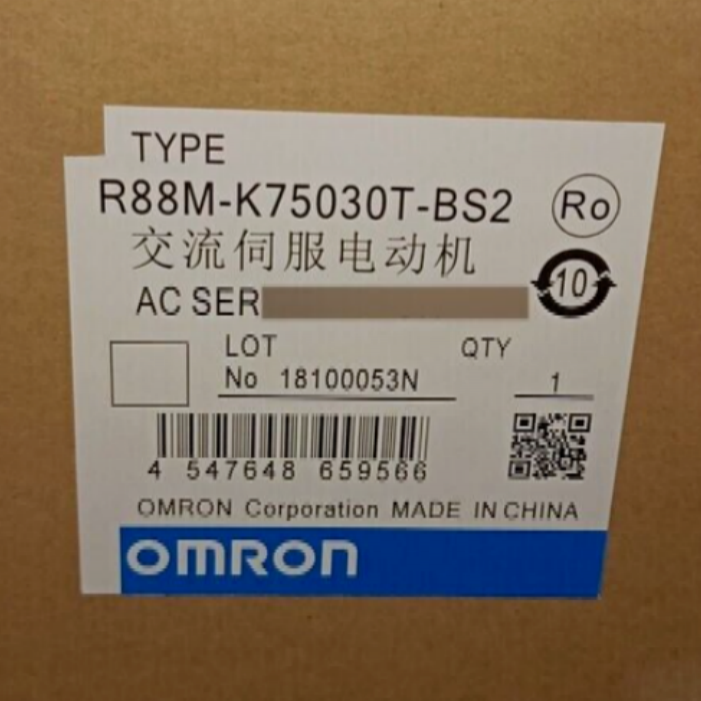 TYPE
R88M-K75030T-BS2
Ro
交流伺服电动机
10
AC SER
LOT
QTY
No 18100053N
1
4 547648 659566
OMRON Corporation MADE IN CHINA
OMRON